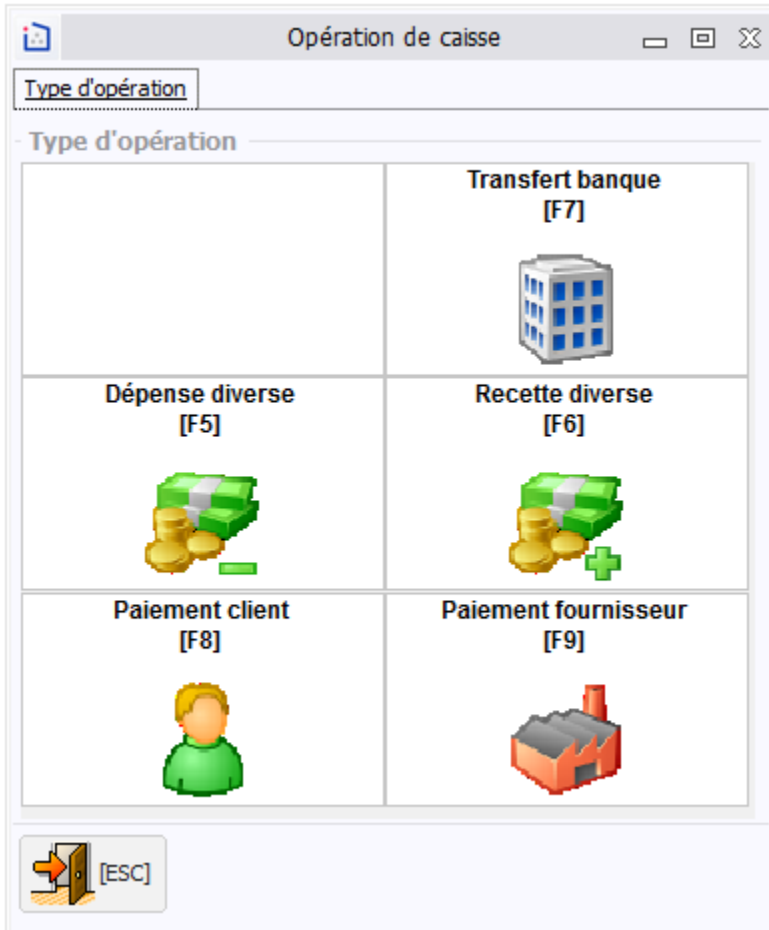 Opération de caisse
Type d'opération
Type d'opération
Transfert banque
[F7]
Dépense diverse
[F5]
Recette diverse
[F6]
Paiement client
[F8]
Paiement fournisseur
[F9]
[ESC]